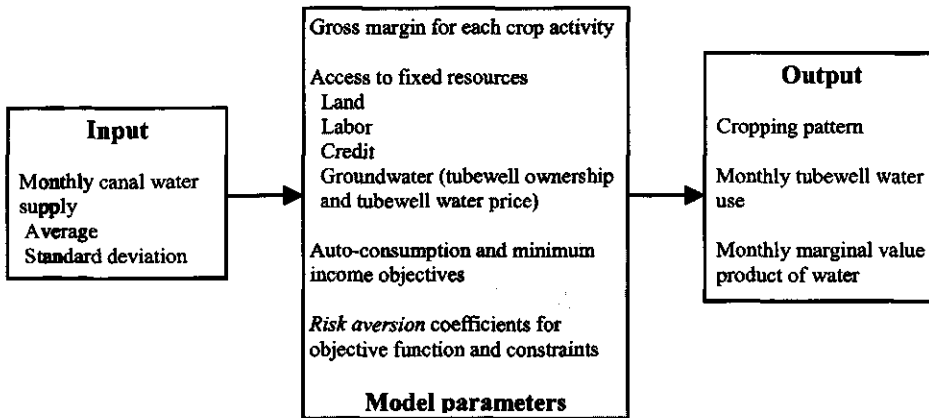 Input
Monthly canal water
supply
Average
Standard deviation
Gross margin for each crop activity
Access to fixed resources
Land
Labor
Credit
Groundwater (tubewell ownership
and tubewell water price)
Auto-consumption and minimum
income objectives
Risk aversion coefficients for
objective function and constraints
Model parameters
Output
Cropping pattern
Monthly tubewell water
use
Monthly marginal value
product of water